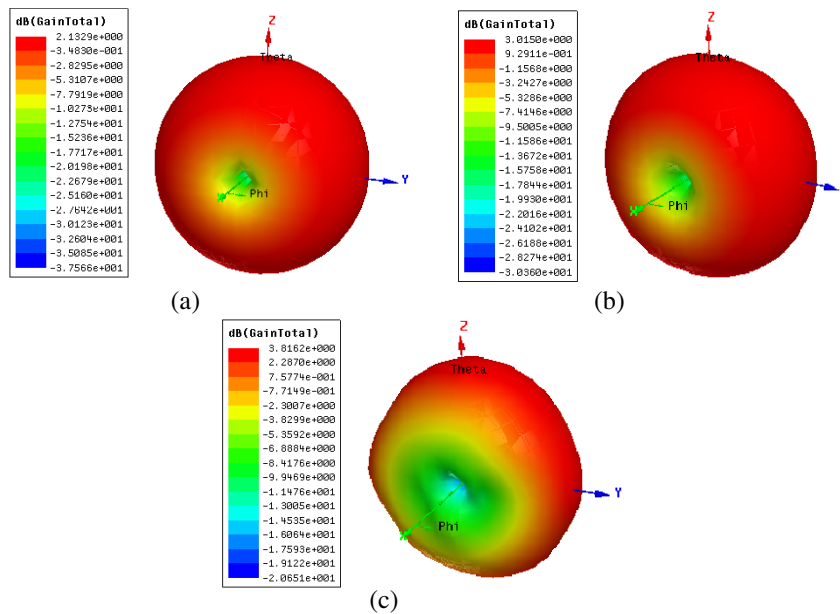 dB(GainTotal)
2.1329e+000
-3.4830e-001
-2.8295e+000
-5.3107e+000
-7.7919e+000
-1.0273e+001
-1.2754e+001
-1.5236e+001
-1.7717e+001
-2.0198e+001
-2.2679e+001
-2.5160e+001
-2.7642e+001
-3.0123e+001
-3.2604e+001
-3.5085e+001
-3.7566e+001
Z
Theta
Y
X
Phi
(a)
dB(GainTotal)
3.0150e+000
9.2911e-001
-1.1568e+000
-3.2427e+000
-5.3286e+000
-7.4146e+000
-9.5005e+000
-1.1586e+001
-1.3672e+001
-1.5758e+001
-1.7844e+001
-1.9930e+001
-2.2016e+001
-2.4102e+001
-2.6188e+001
-2.8274e+001
-3.0360e+001
Z
Theta
X
Phi
(b)
dB(GainTotal)
3.8162e+000
2.2870e+000
7.5774e-001
-7.7149e-001
-2.3007e+000
-3.8299e+000
-5.3592e+000
-6.8884e+000
-8.4176e+000
-9.9469e+000
-1.1476e+001
-1.3005e+001
-1.4535e+001
-1.6064e+001
-1.7593e+001
-1.9122e+001
-2.0651e+001
Z
Theta
Y
Phi
X
(c)